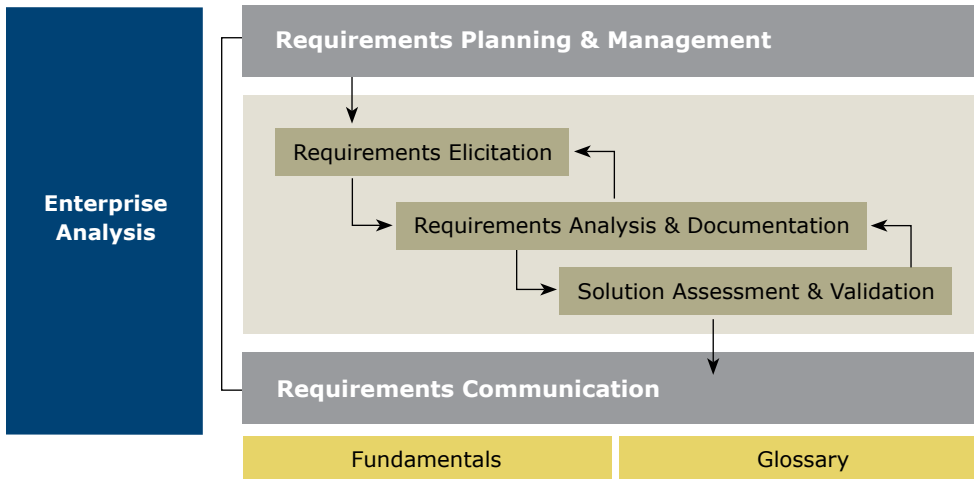 Requirements Planning & Management
Requirements Elicitation
Enterprise
Analysis
Requirements Analysis & Documentation
Solution Assessment & Validation
Requirements Communication
Fundamentals
Glossary